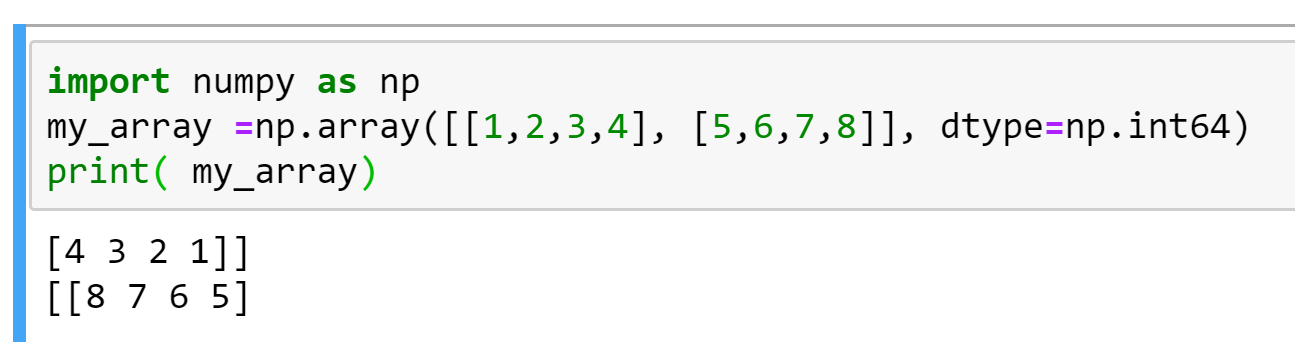 import numpy as np
my_array =np.array([[1,2,3,4], [5,6,7,8]], dtype=np.int64)
print( my_array)
[4 3 2 1]]
[[8 7 6 5]